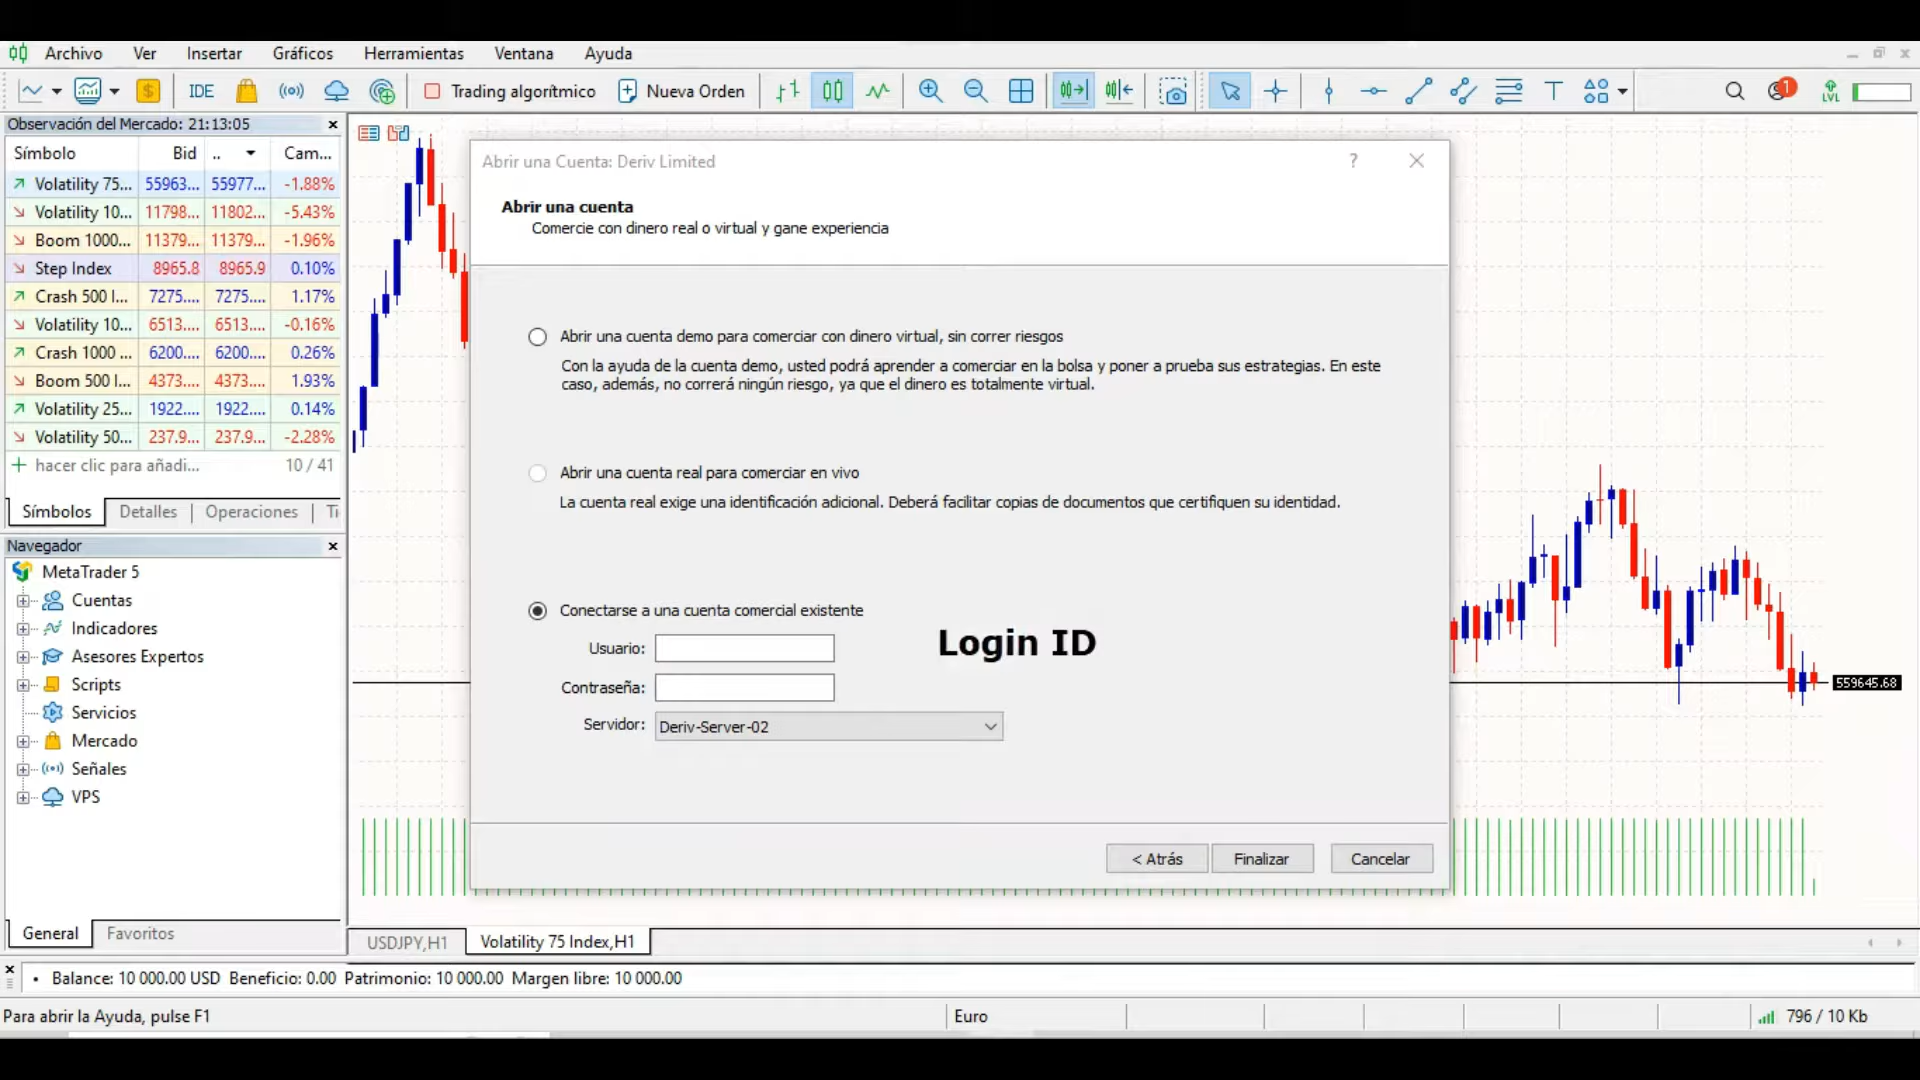 Archivo Ver Insertar Gráficos Herramientas Ventana Ayuda
IDE Trading algorítmico Nueva Orden 1 LVL
Observación del Mercado: 21:13:05
Símbolo Bid .. Cam...
Volatility 75... 55963... 55977... -1.88%
Volatility 10... 11798... 11802... -5.43%
Boom 1000... 11379... 11379... -1.96%
Step Index 8965.8 8965.9 0.10%
Crash 500 I... 7275.... 7275.... 1.17%
Volatility 10... 6513.... 6513.... -0.16%
Crash 1000 ... 6200.... 6200.... 0.26%
Boom 500 I... 4373.... 4373.... 1.93%
Volatility 25... 1922.... 1922.... 0.14%
Volatility 50... 237.9... 237.9... -2.28%
hacer clic para añadi... 10 / 41
Símbolos Detalles Operaciones Ti
Navegador
MetaTrader 5
Cuentas
Indicadores
Asesores Expertos
Scripts
Servicios
Mercado
Señales
VPS
General Favoritos
Abrir una Cuenta: Deriv Limited
Abrir una cuenta
Comercie con dinero real o virtual y gane experiencia
Abrir una cuenta demo para comerciar con dinero virtual, sin correr riesgos
Con la ayuda de la cuenta demo, usted podrá aprender a comerciar en la bolsa y poner a prueba sus estrategias. En este
caso, además, no correrá ningún riesgo, ya que el dinero es totalmente virtual.
Abrir una cuenta real para comerciar en vivo
La cuenta real exige una identificación adicional. Deberá facilitar copias de documentos que certifiquen su identidad.
Conectarse a una cuenta comercial existente
Usuario:
Login ID
Contraseña:
Servidor: Deriv-Server-02
< Atrás Finalizar Cancelar
559645.68
USDJPY,H1 Volatility 75 Index,H1
Balance: 10 000.00 USD Beneficio: 0.00 Patrimonio: 10 000.00 Margen libre: 10 000.00
Para abrir la Ayuda, pulse F1 Euro 796 / 10 Kb